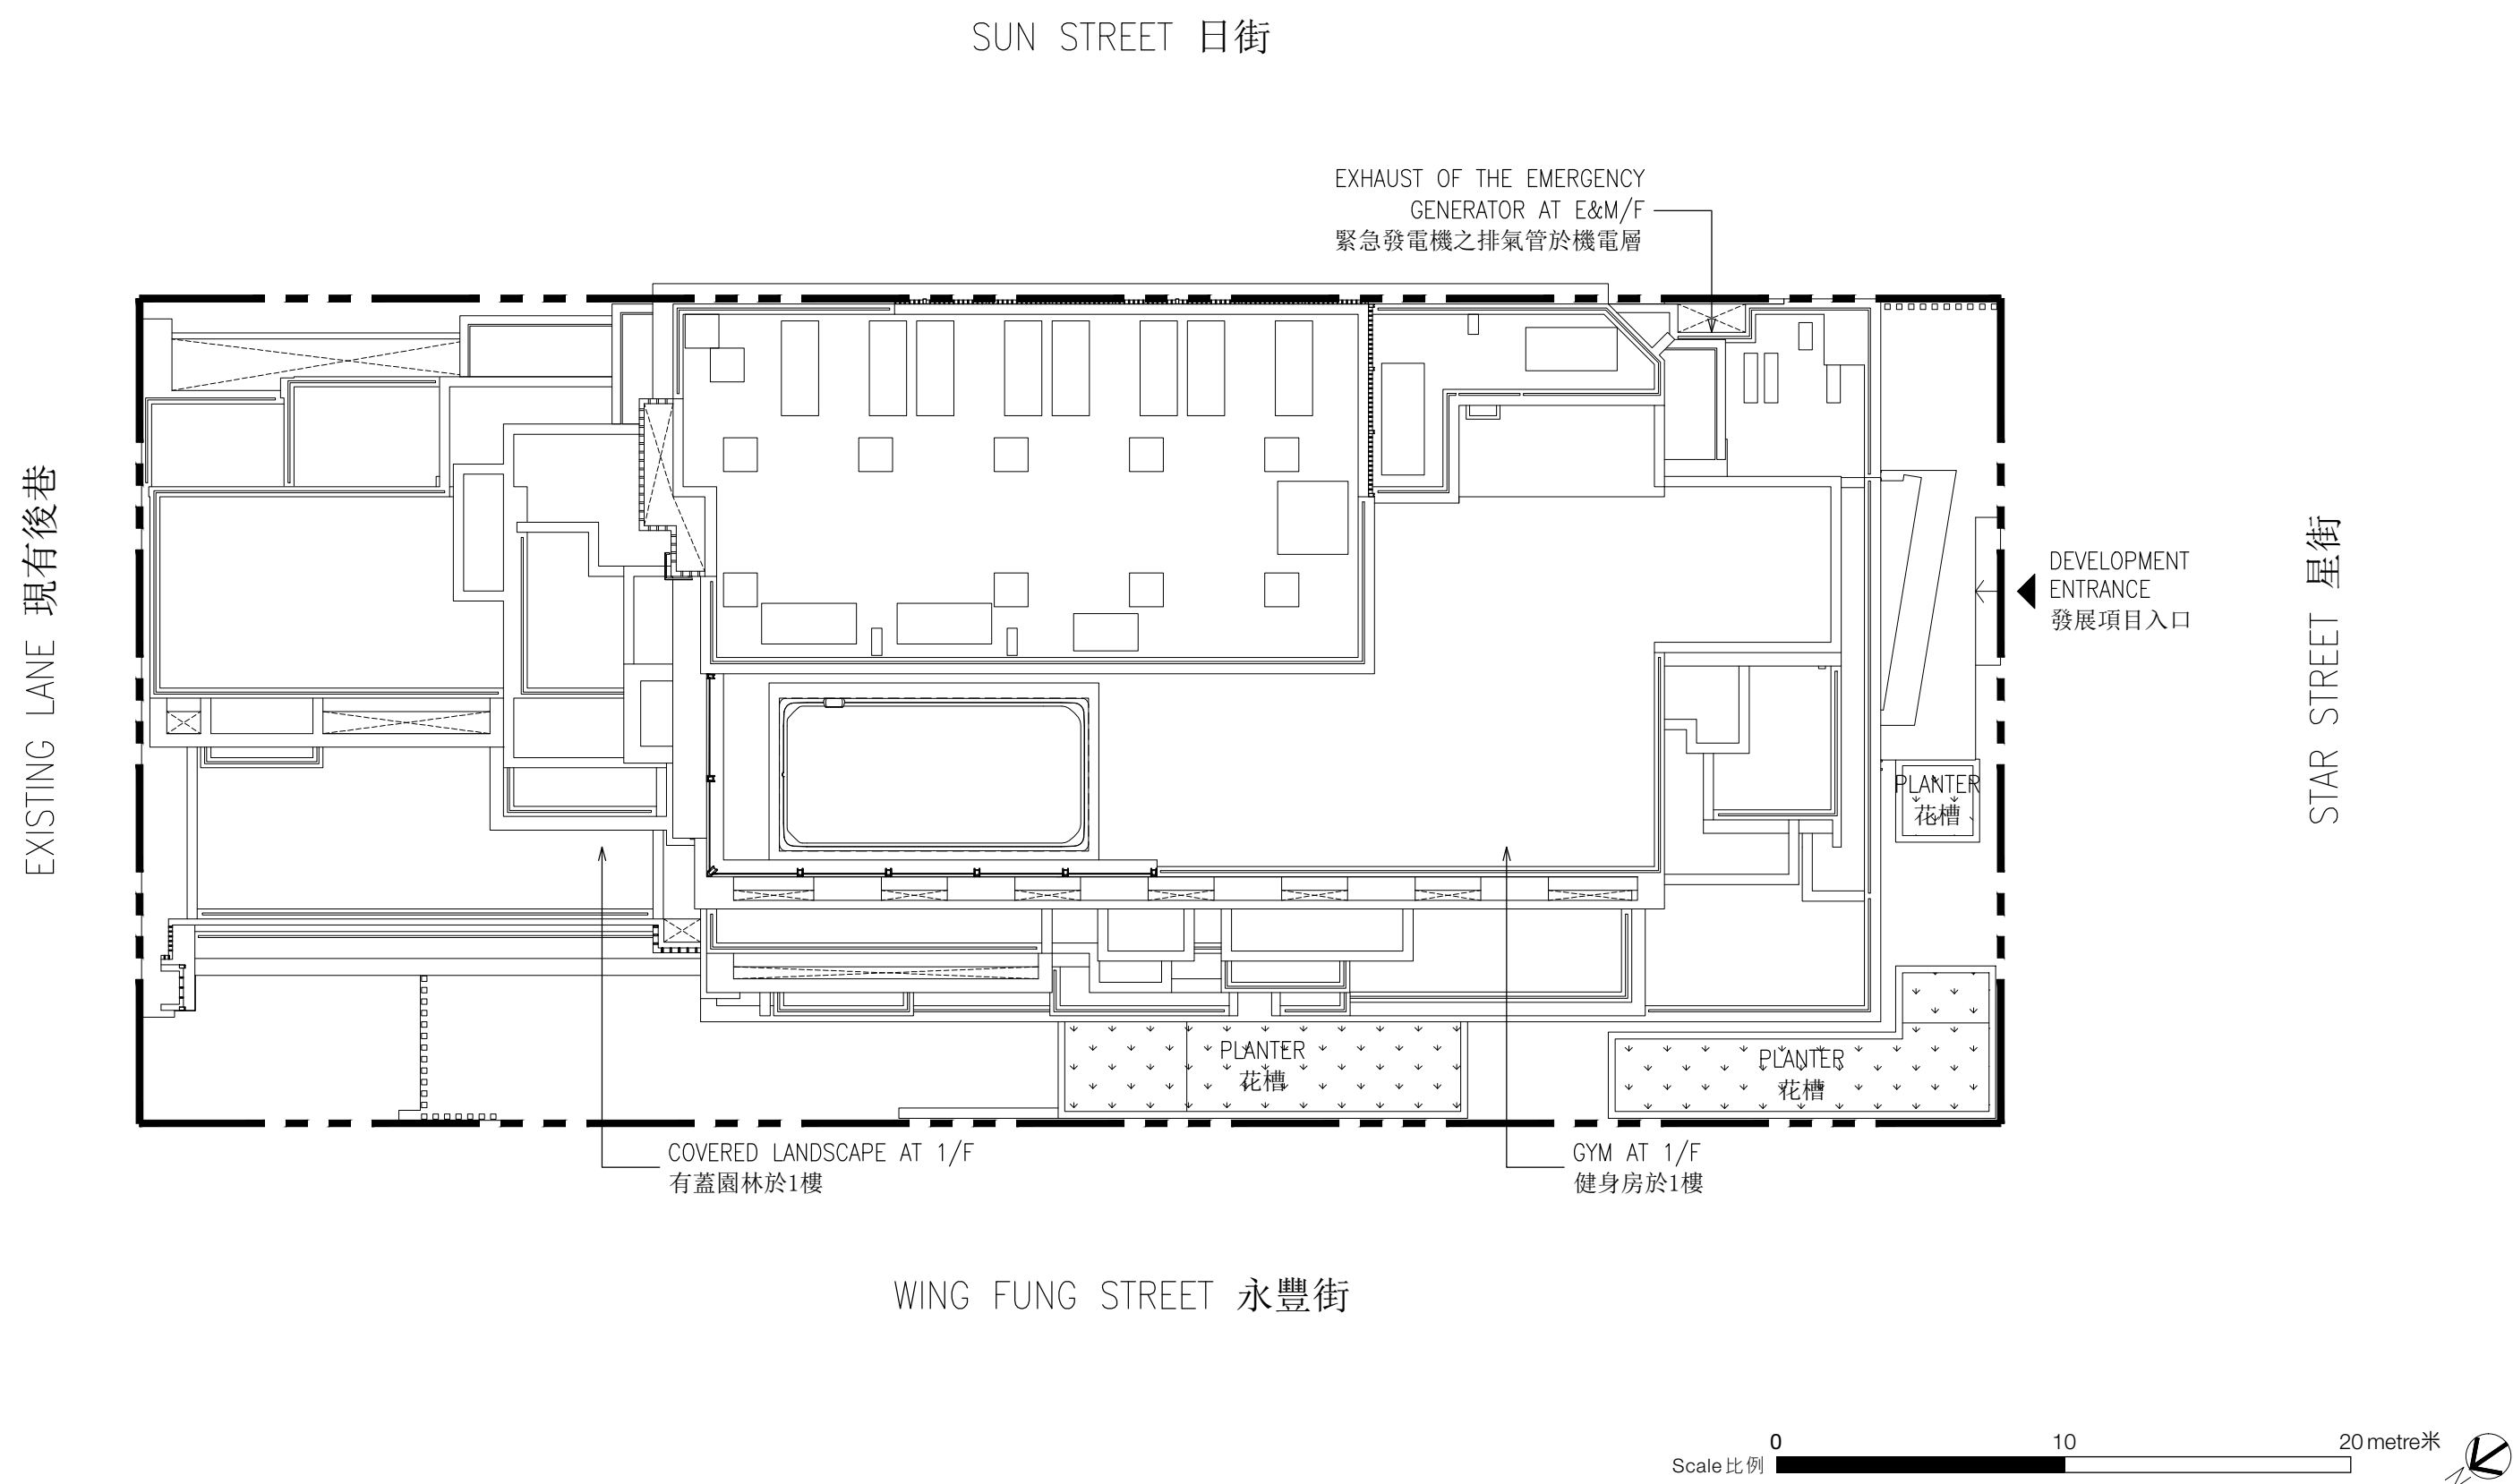 SUN STREET 日街
EXHAUST OF THE EMERGENCY
GENERATOR AT E&M/F
緊急發電機之排氣管於機電層
EXISTING LANE 現有後巷
DEVELOPMENT
ENTRANCE
發展項目入口
STAR STREET 星街
PLANTER
花槽
PLANTER
花槽
PLANTER
花槽
COVERED LANDSCAPE AT 1/F
有蓋園林於1樓
GYM AT 1/F
健身房於1樓
WING FUNG STREET 永豐街
0 10 20 metre米
Scale 比例
N